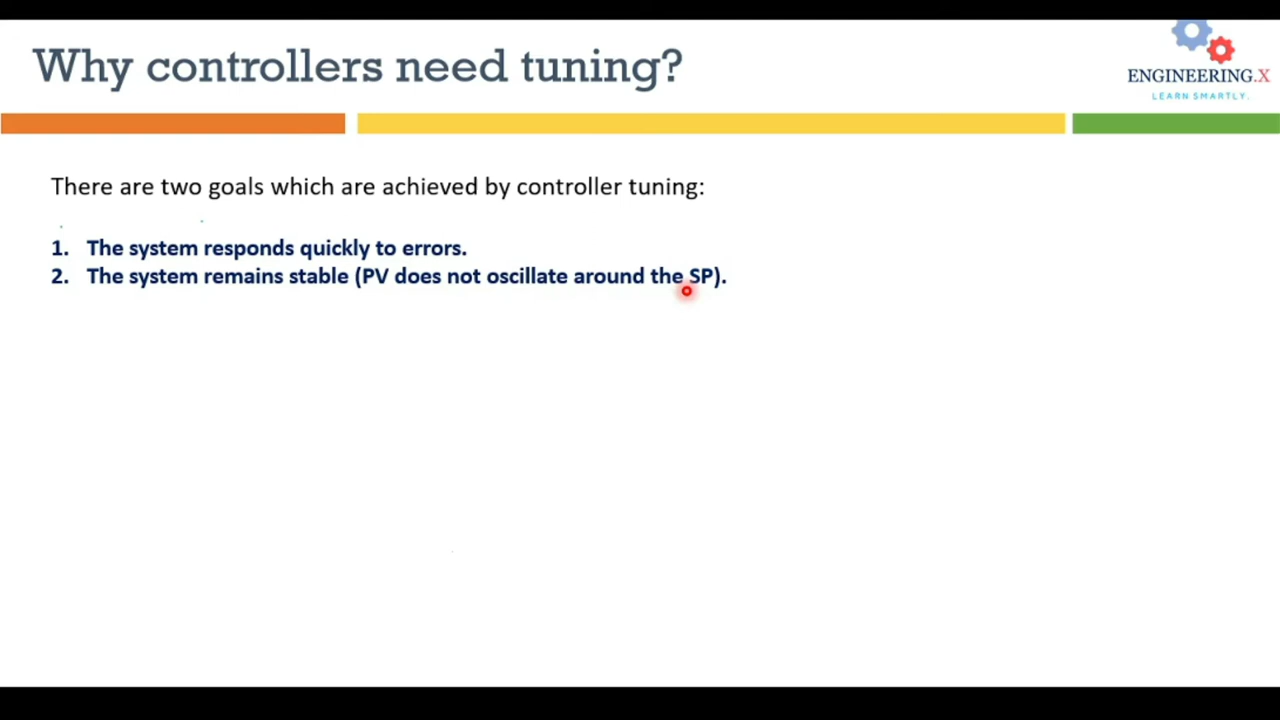 Why controllers need tuning?
ENGINEERING.X
LEARN SMARTLY.
There are two goals which are achieved by controller tuning:
1. The system responds quickly to errors.
2. The system remains stable (PV does not oscillate around the SP).